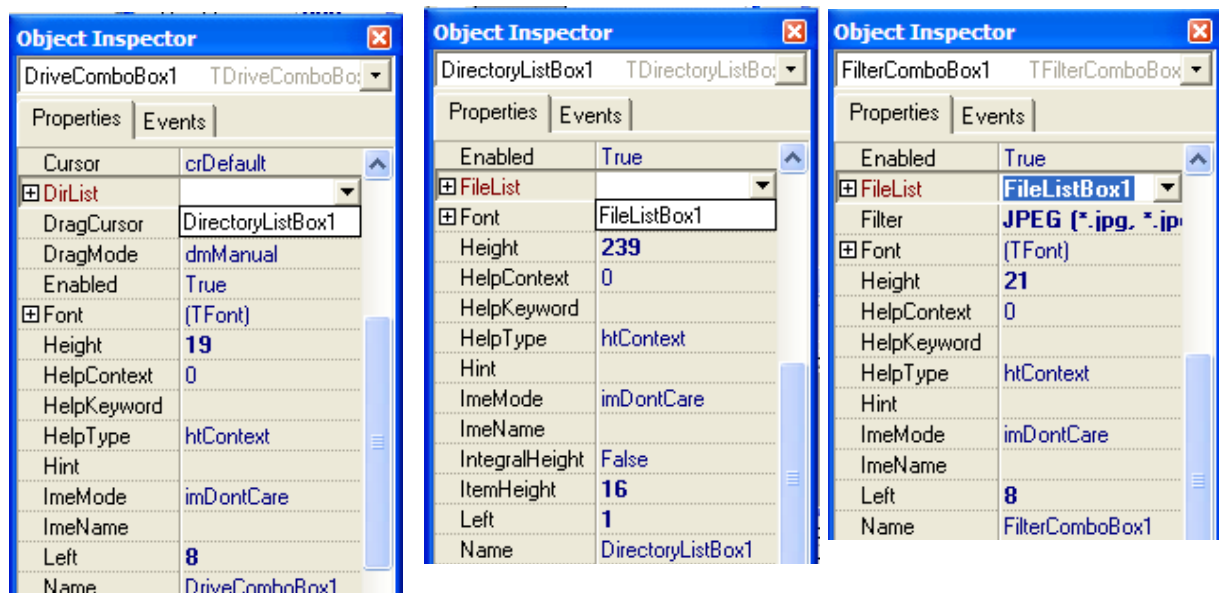 Object Inspector
DriveComboBox1 TDriveComboBo
Properties Events
Cursor crDefault
DirList
DragCursor DirectoryListBox1
DragMode dmManual
Enabled True
Font (TFont)
Height 19
HelpContext 0
HelpKeyword
HelpType htContext
Hint
ImeMode imDontCare
ImeName
Left 8
Name DriveComboBox1
Object Inspector
DirectoryListBox1 TDirectoryListBo
Properties Events
Enabled True
FileList
Font FileListBox1
Height 239
HelpContext 0
HelpKeyword
HelpType htContext
Hint
ImeMode imDontCare
ImeName
IntegralHeight False
ItemHeight 16
Left 1
Name DirectoryListBox1
Object Inspector
FilterComboBox1 TFilterComboBox
Properties Events
Enabled True
FileList FileListBox1
Filter JPEG (*.jpg, *.jp
Font (TFont)
Height 21
HelpContext 0
HelpKeyword
HelpType htContext
Hint
ImeMode imDontCare
ImeName
Left 8
Name FilterComboBox1